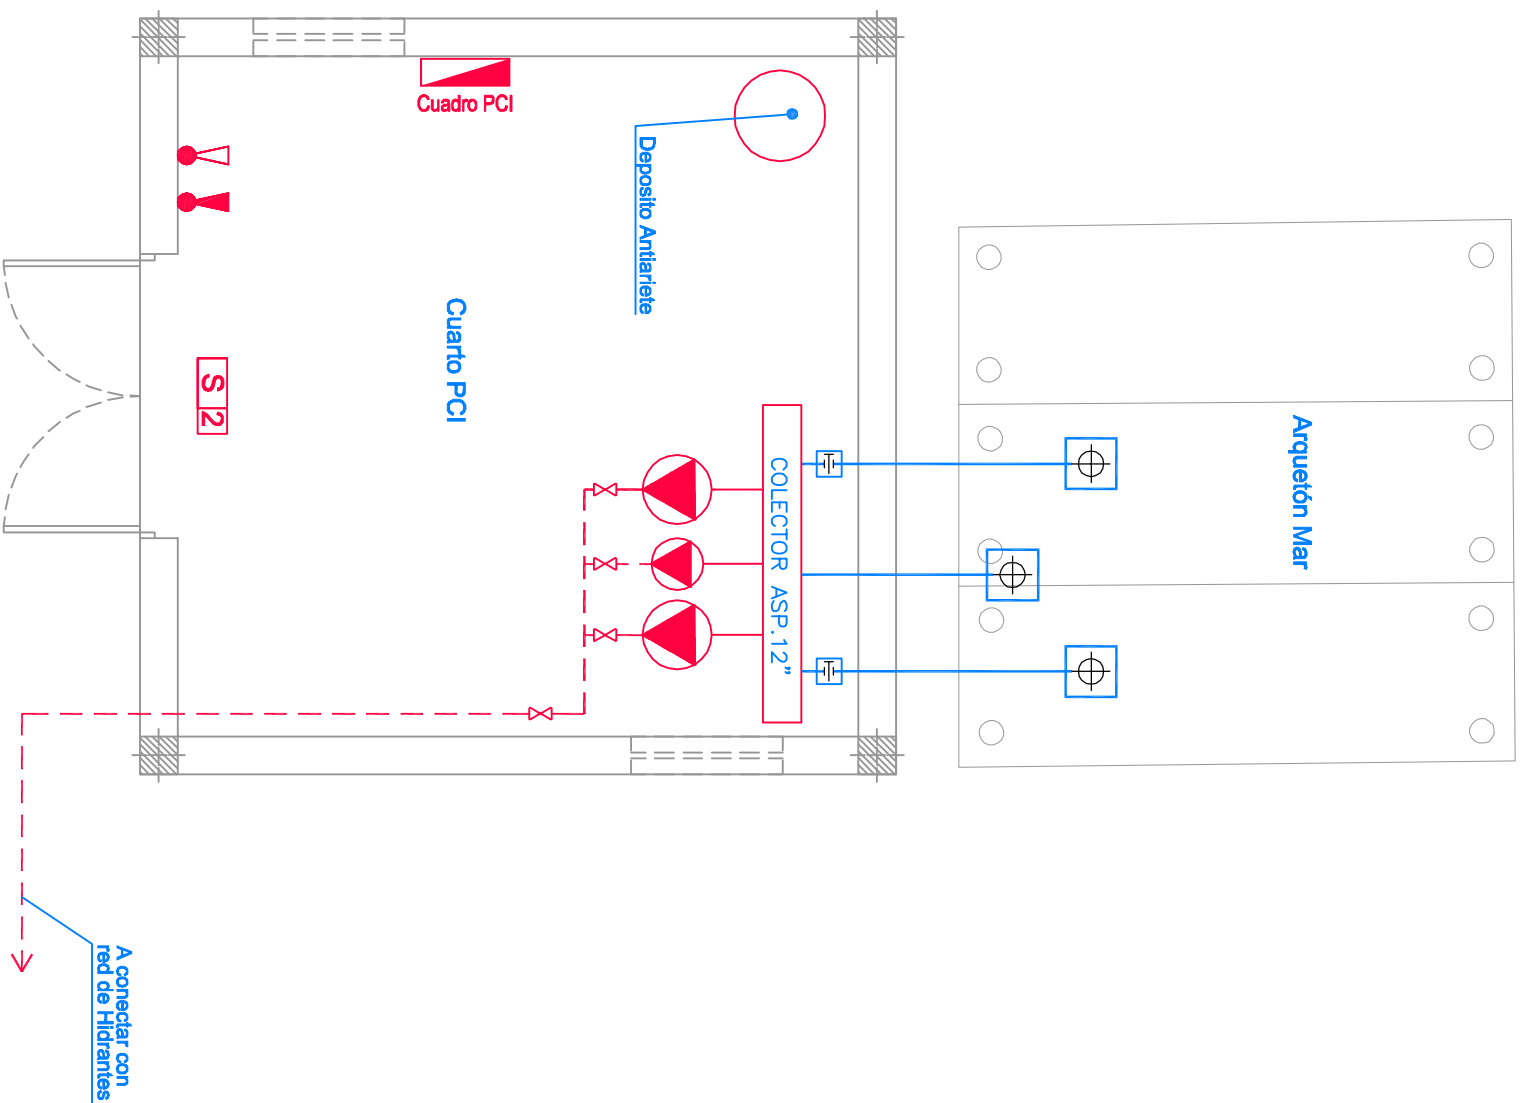 Cuadro PCI
Deposito Antiariete
Cuarto PCI
S 2
COLECTOR ASP.12"
Arquetón Mar
A conectar con
red de Hidrantes